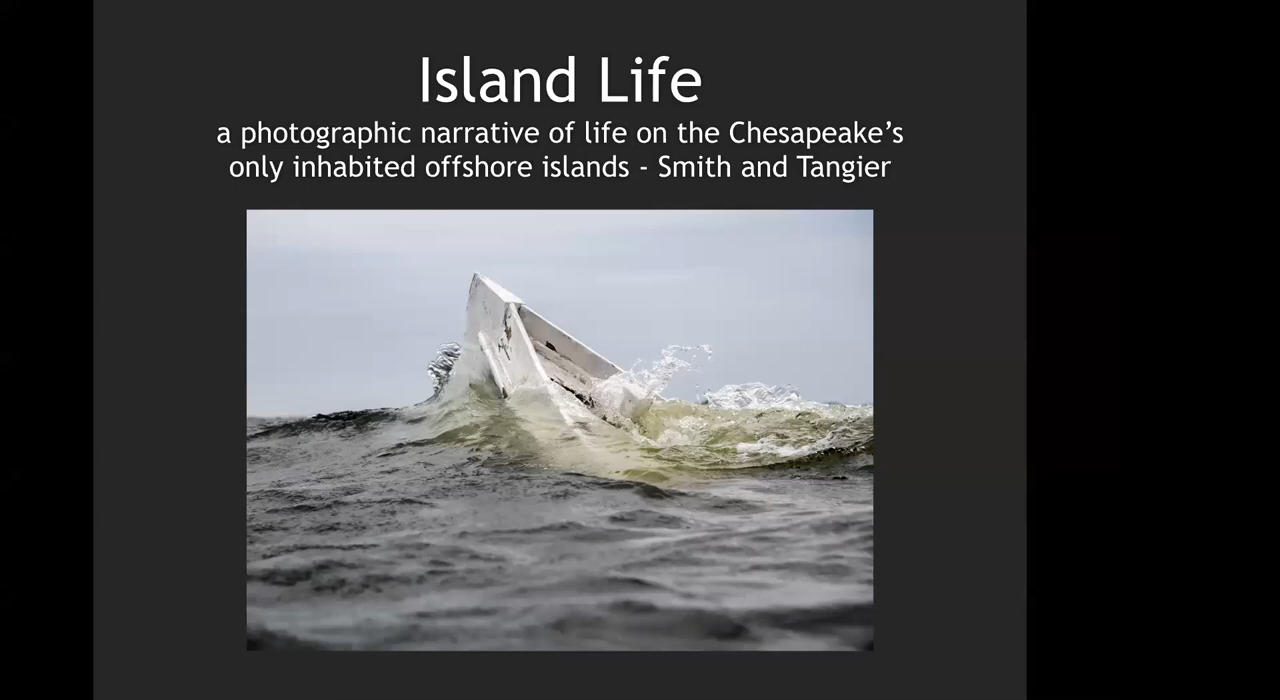 Island Life
a photographic narrative of life on the Chesapeake’s
only inhabited offshore islands - Smith and Tangier